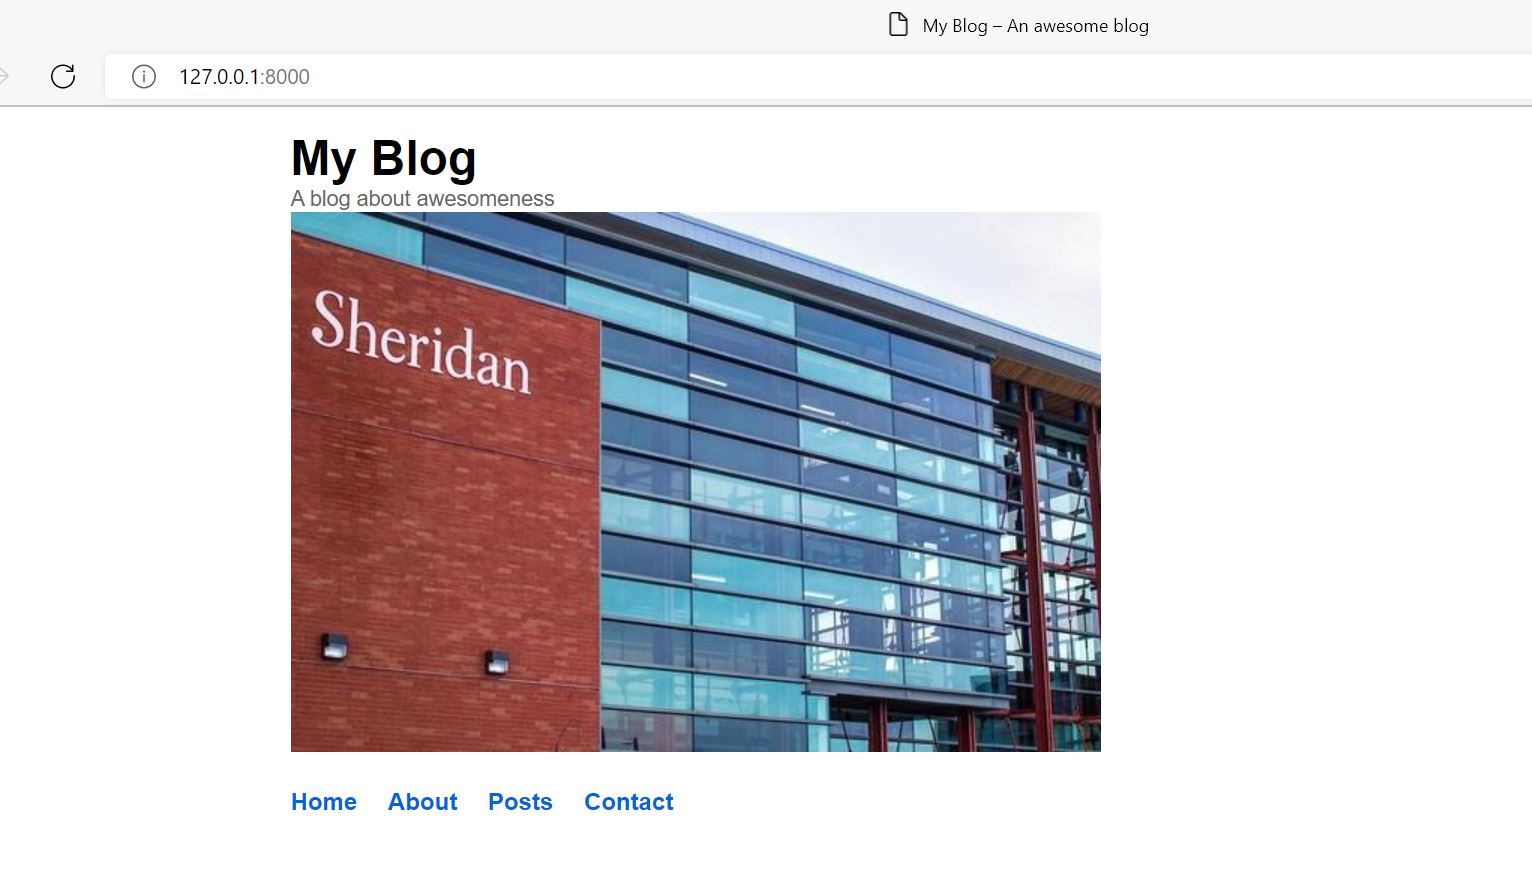 My Blog – An awesome blog
127.0.0.1:8000
My Blog
A blog about awesomeness
Sheridan
Home About Posts Contact